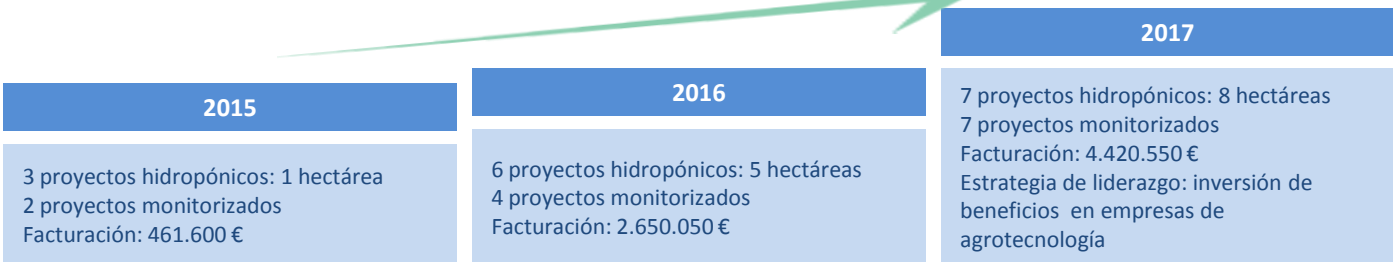 2015
3 proyectos hidropónicos: 1 hectárea
2 proyectos monitorizados
Facturación: 461.600 €
2016
6 proyectos hidropónicos: 5 hectáreas
4 proyectos monitorizados
Facturación: 2.650.050 €
2017
7 proyectos hidropónicos: 8 hectáreas
7 proyectos monitorizados
Facturación: 4.420.550 €
Estrategia de liderazgo: inversión de
beneficios en empresas de
agrotecnología